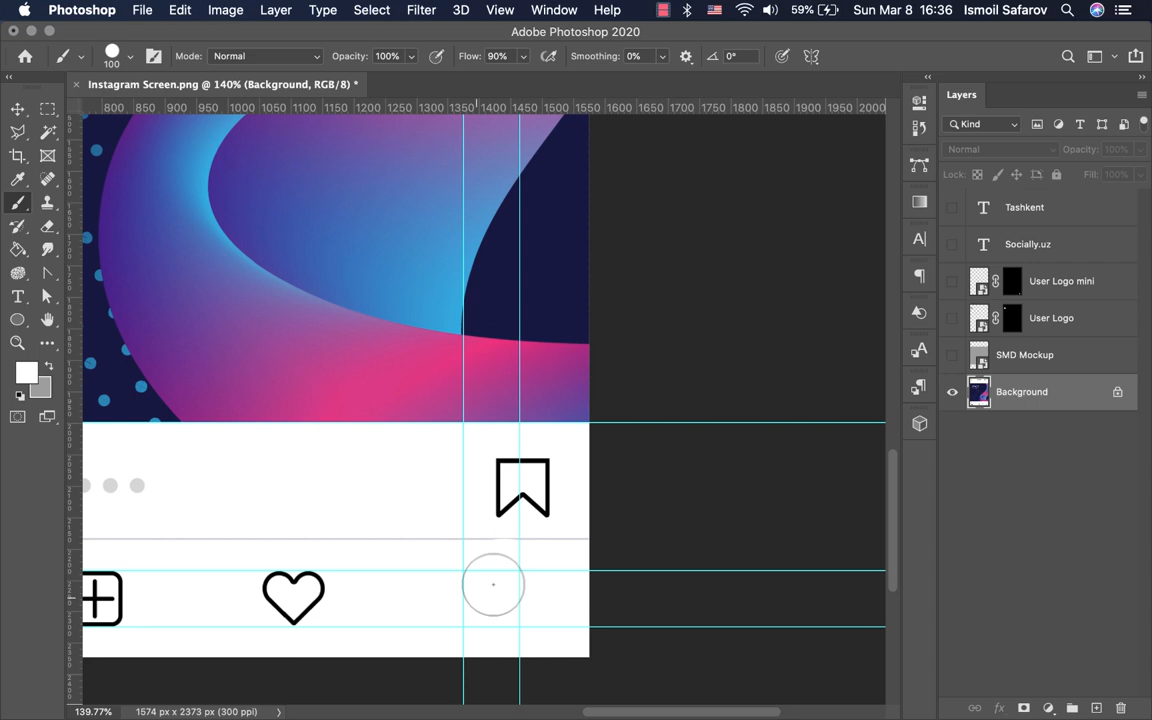 Photoshop File Edit Image Layer Type Select Filter 3D View Window Help 59% Sun Mar 8 16:36 Ismoil Safarov
Adobe Photoshop 2020
100 Mode: Normal Opacity: 100% Flow: 90% Smoothing: 0% 0°
Instagram Screen.png @ 140% (Background, RGB/8) *
800 850 900 950 1000 1050 1100 1150 1200 1250 1300 1350 1400 1450 1500 1550 1600 1650 1700 1750 1800 1850 1900 1950 2000
Layers
Kind
Normal Opacity: 100%
Lock: Fill: 100%
Tashkent
Socially.uz
User Logo mini
User Logo
SMD Mockup
Background
139.77% 1574 px x 2373 px (300 ppi)